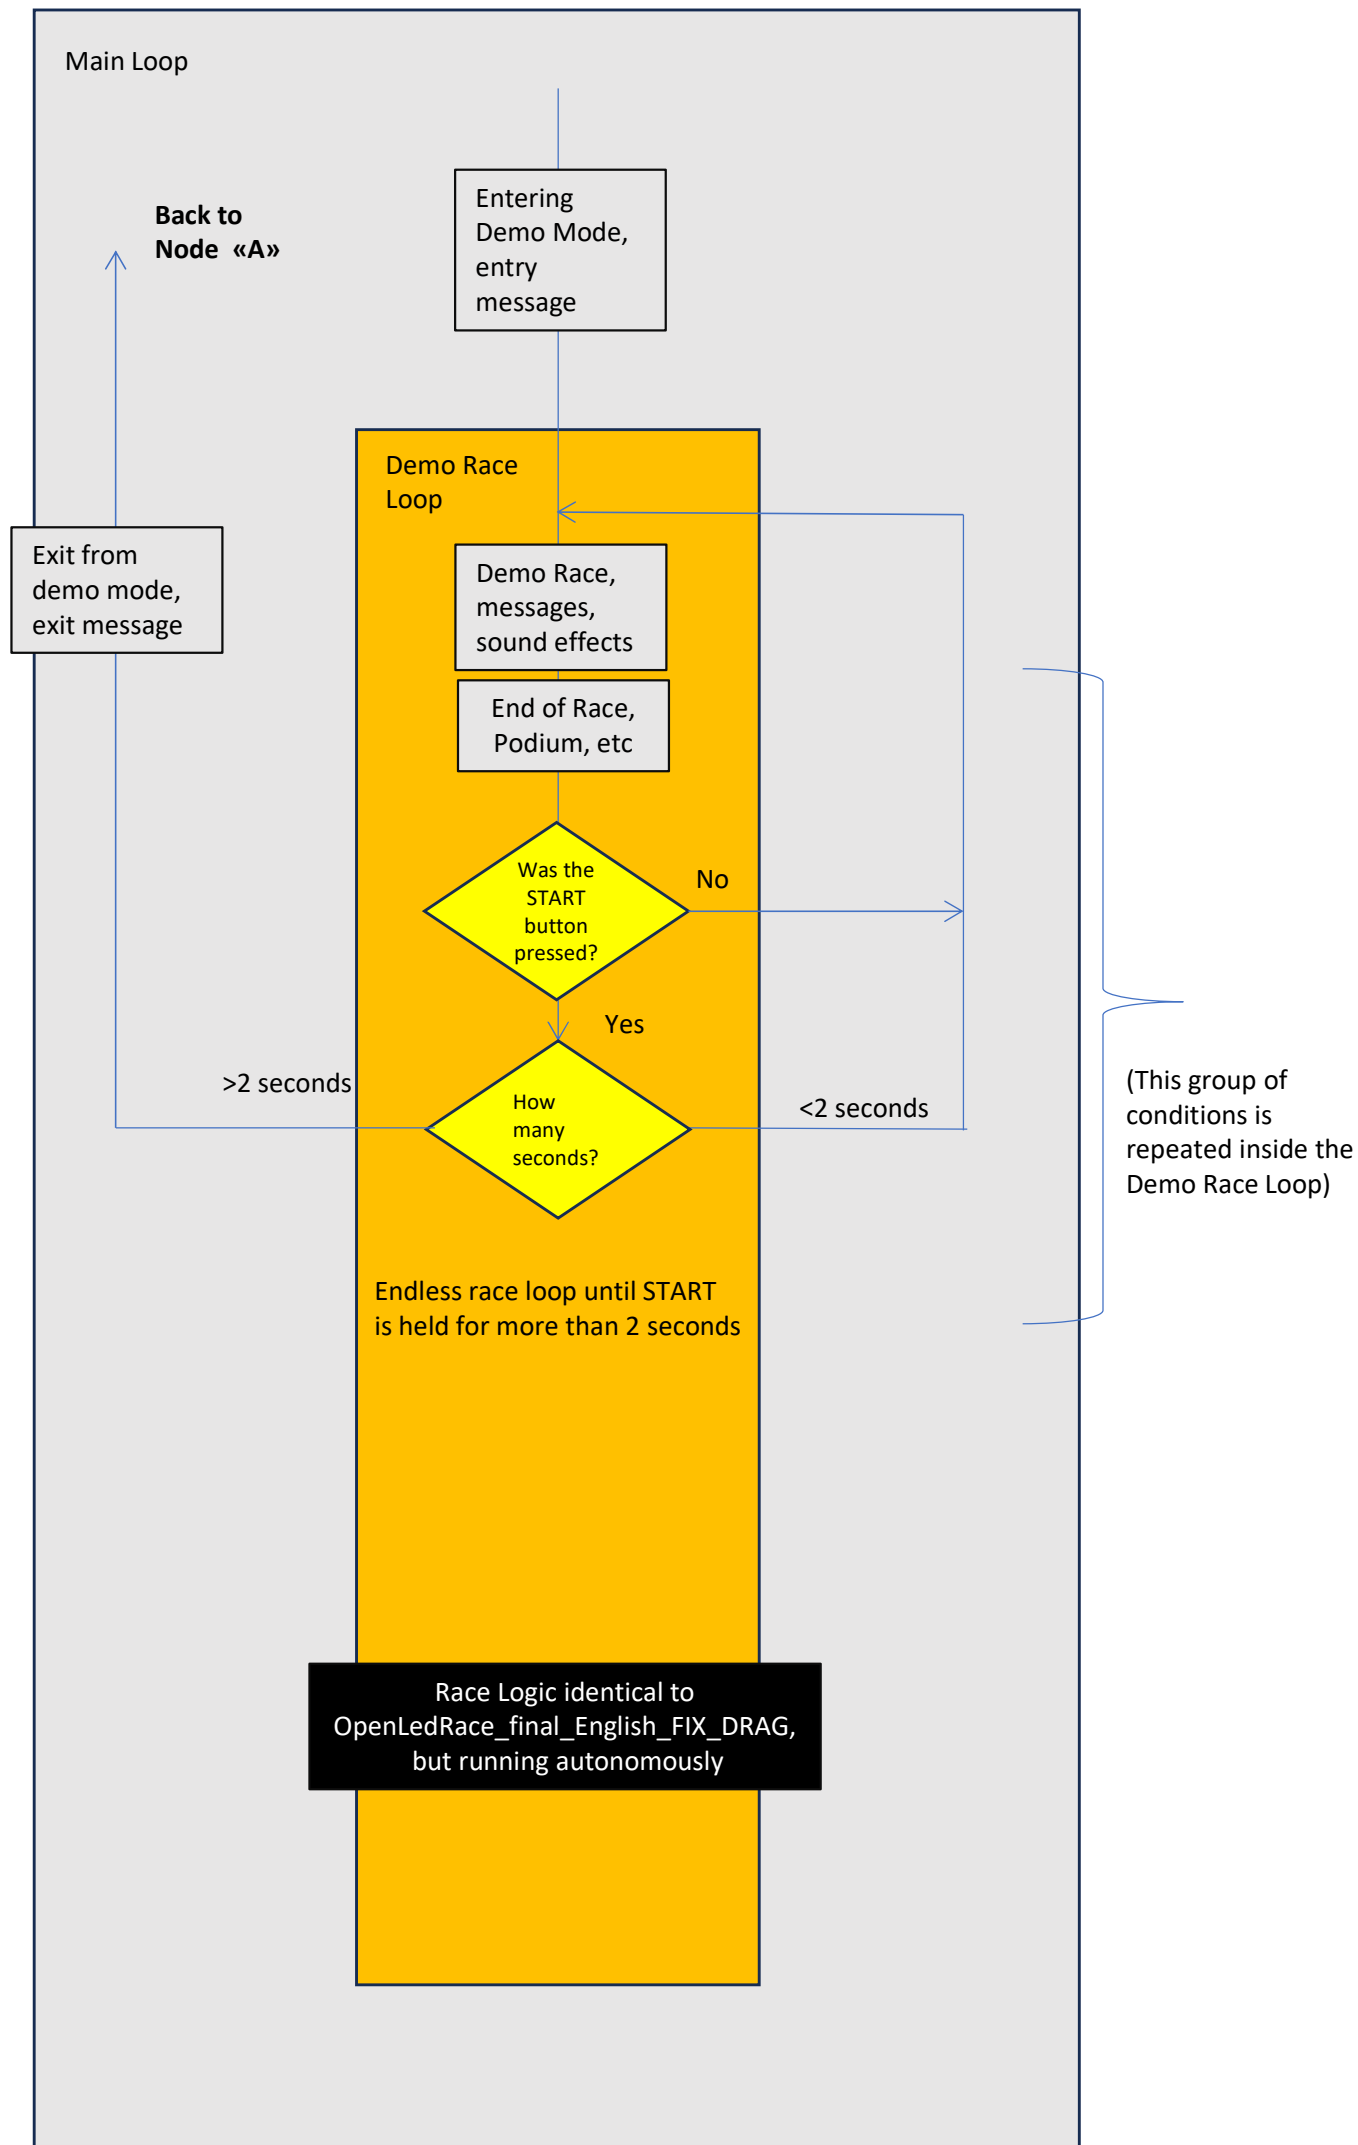 Main Loop
Back to
Node «A»
Entering
Demo Mode,
entry
message
Demo Race
Loop
Exit from
demo mode,
exit message
Demo Race,
messages,
sound effects
End of Race,
Podium, etc
Was the
START
button
pressed?
No
Yes
>2 seconds
How
many
seconds?
<2 seconds
(This group of
conditions is
repeated inside the
Demo Race Loop)
Endless race loop until START
is held for more than 2 seconds
Race Logic identical to
OpenLedRace_final_English_FIX_DRAG,
but running autonomously